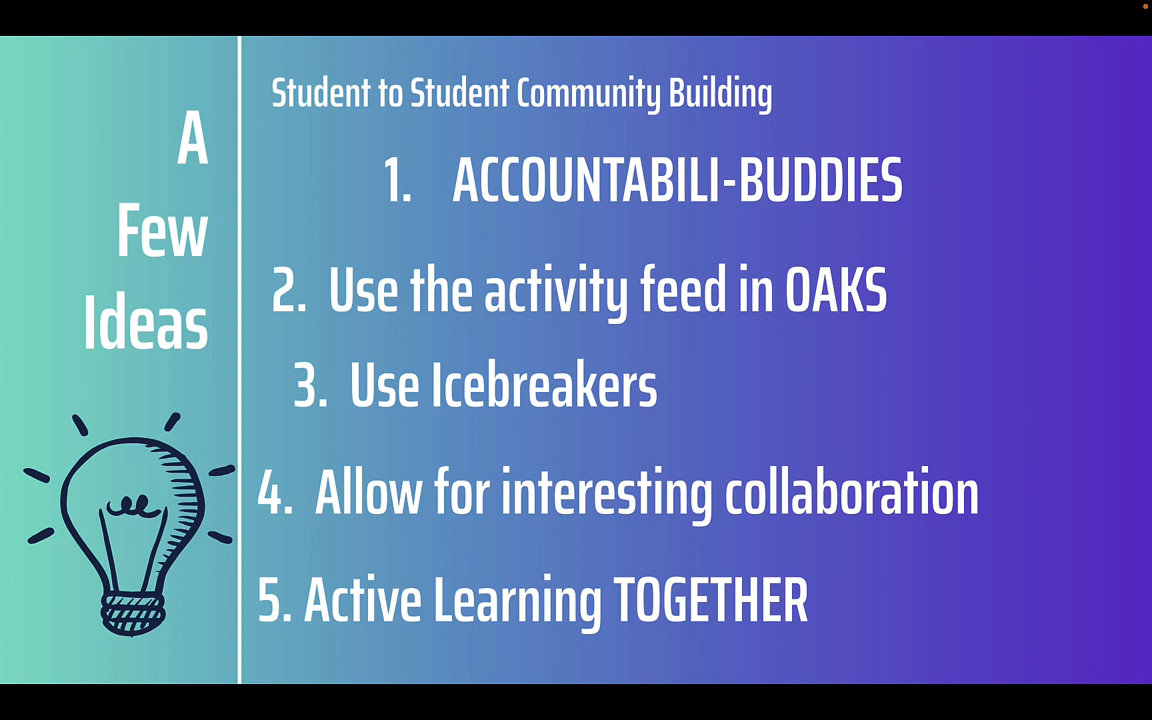 A
Few
Ideas
Student to Student Community Building
1. ACCOUNTABILI-BUDDIES
2. Use the activity feed in OAKS
3. Use Icebreakers
4. Allow for interesting collaboration
5. Active Learning TOGETHER